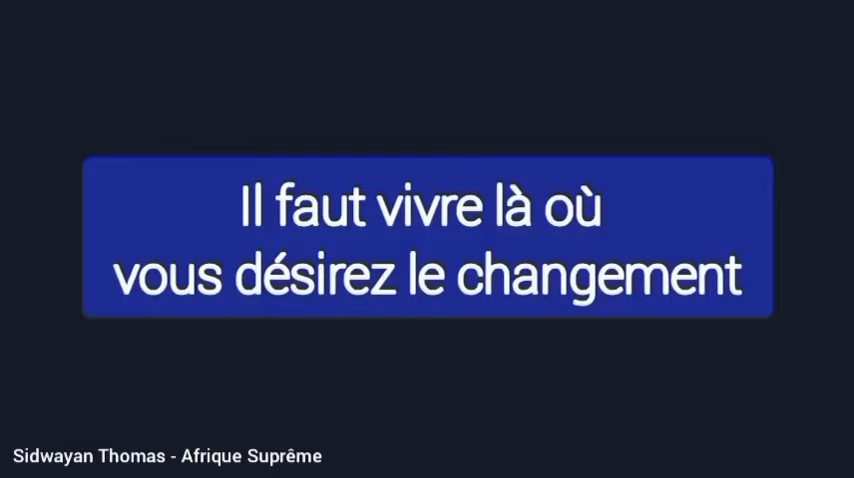 Il faut vivre là où
vous désirez le changement
Sidwayan Thomas - Afrique Suprême